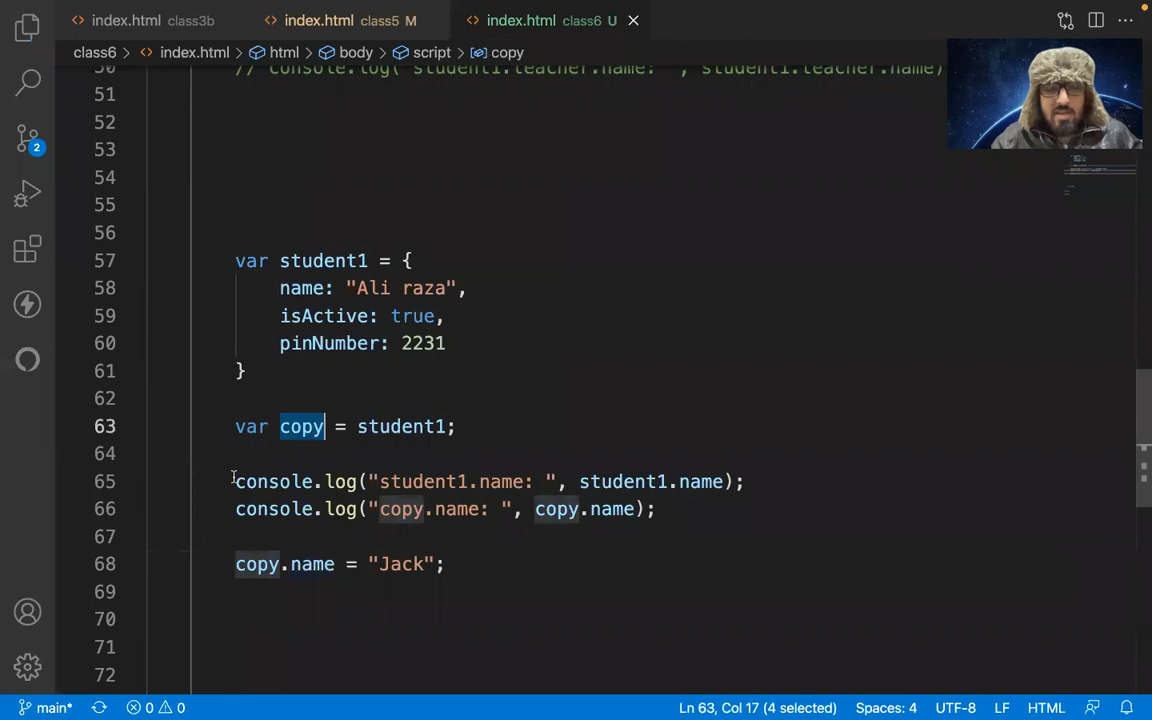 index.html class3b
index.html class5 M
index.html class6 U
class6 > index.html > html > body > script > copy
50 // console.log("student1.teacher.name: ", student1.teacher.name)
51
52
53
54
55
56
57 var student1 = {
58 name: "Ali raza",
59 isActive: true,
60 pinNumber: 2231
61 }
62
63 var copy = student1;
64
65 console.log("student1.name: ", student1.name);
66 console.log("copy.name: ", copy.name);
67
68 copy.name = "Jack";
69
70
71
72
2
main* 0 0 Ln 63, Col 17 (4 selected) Spaces: 4 UTF-8 LF HTML